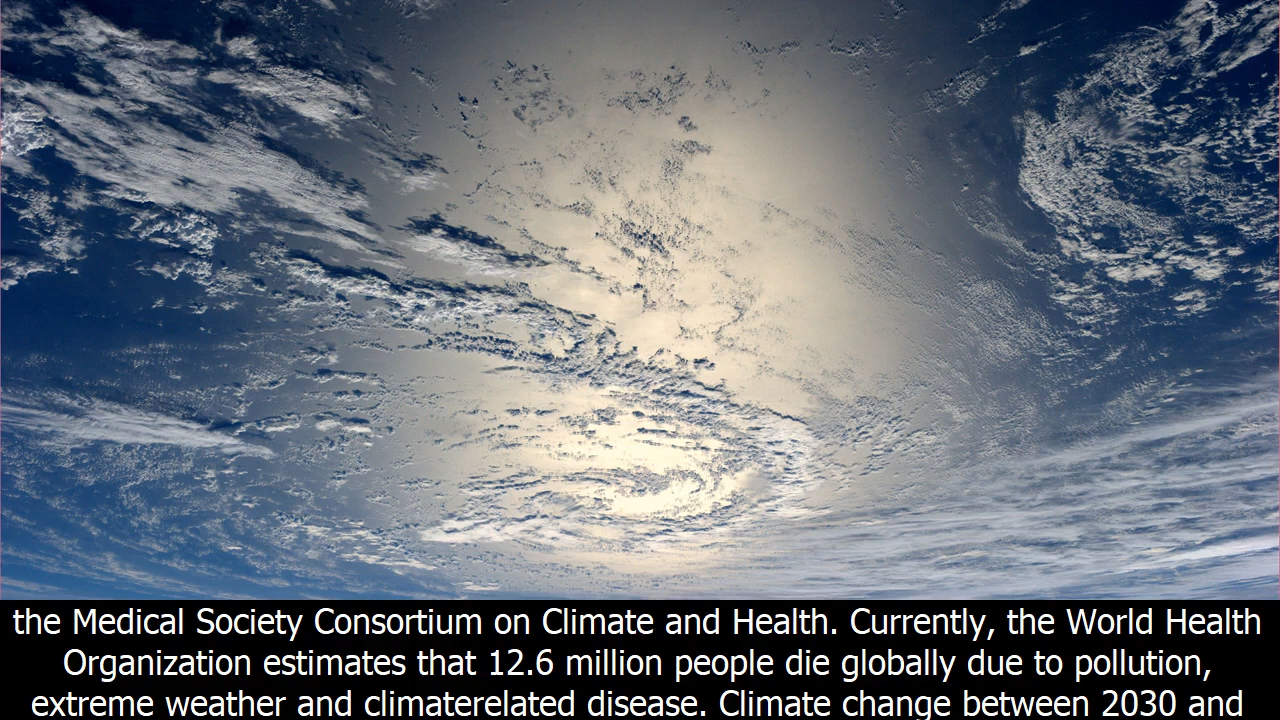 the Medical Society Consortium on Climate and Health. Currently, the World Health
Organization estimates that 12.6 million people die globally due to pollution,
extreme weather and climaterelated disease. Climate change between 2030 and